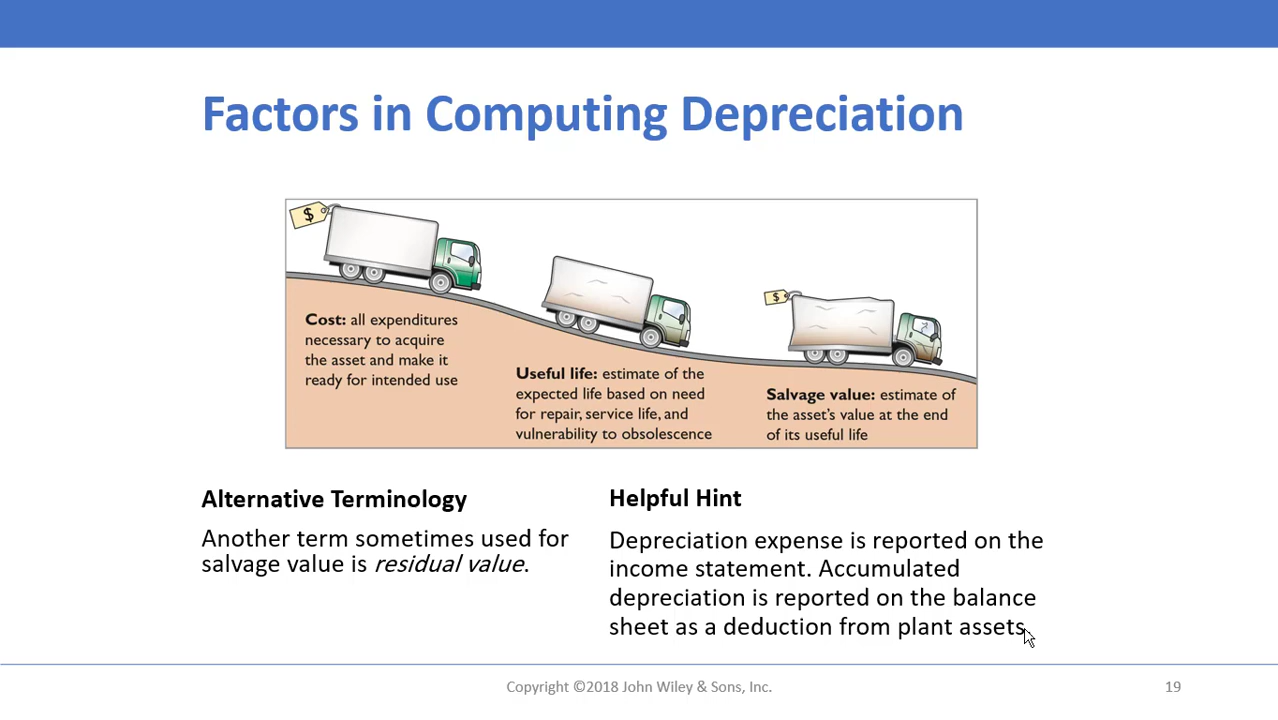 Factors in Computing Depreciation
$
$
Cost: all expenditures
necessary to acquire
the asset and make it
ready for intended use
Useful life: estimate of the
expected life based on need
for repair, service life, and
vulnerability to obsolescence
Salvage value: estimate of
the asset's value at the end
of its useful life
Alternative Terminology
Another term sometimes used for
salvage value is residual value.
Helpful Hint
Depreciation expense is reported on the
income statement. Accumulated
depreciation is reported on the balance
sheet as a deduction from plant assets.
Copyright ©2018 John Wiley & Sons, Inc.
19